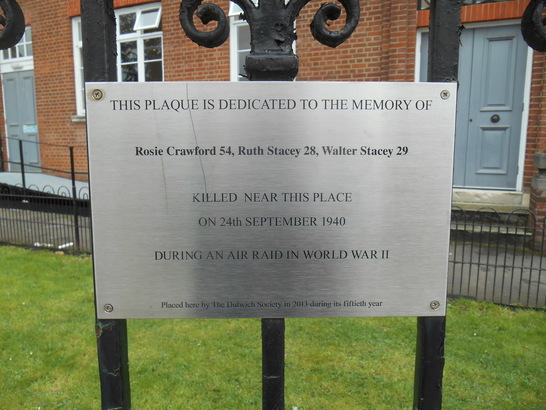 THIS PLAQUE IS DEDICATED TO THE MEMORY OF
Rosie Crawford 54, Ruth Stacey 28, Walter Stacey 29
KILLED NEAR THIS PLACE
ON 24th SEPTEMBER 1940
DURING AN AIR RAID IN WORLD WAR II
Placed here by The Dulwich Society in 2013 during its fiftieth year